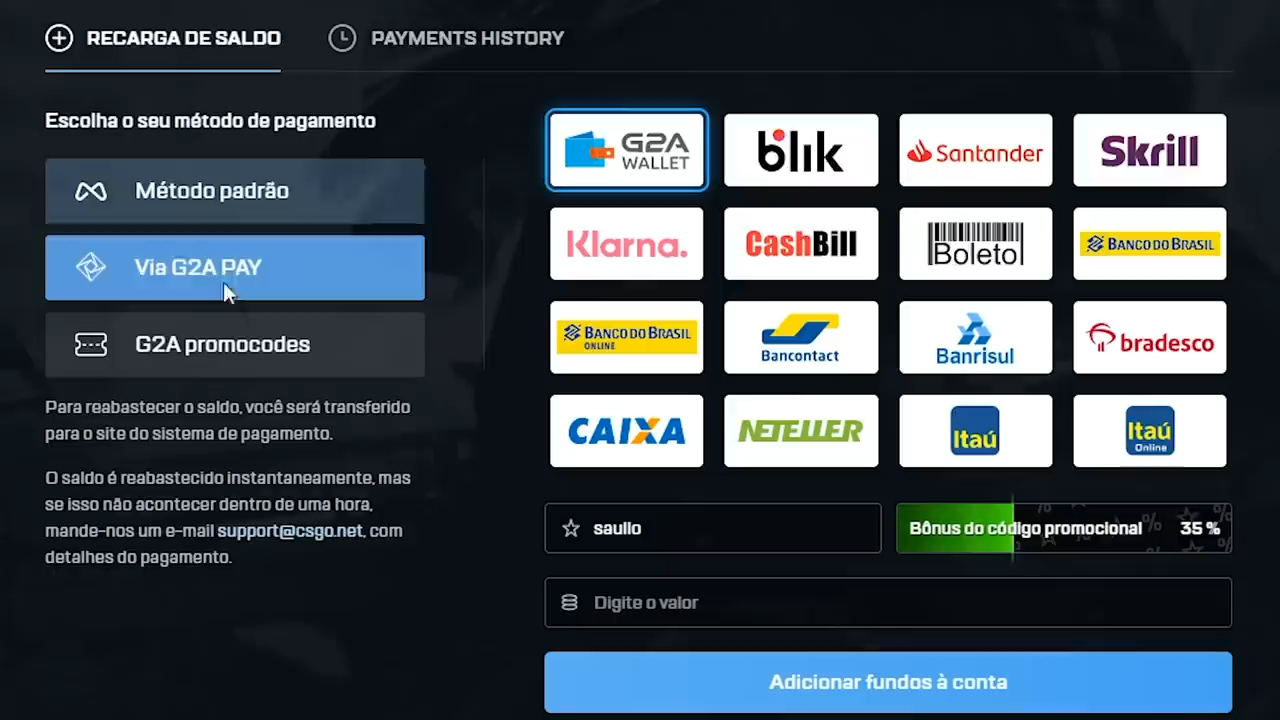 RECARGA DE SALDO
PAYMENTS HISTORY
Escolha o seu método de pagamento
Método padrão
Via G2A PAY
G2A promocodes
Para reabastecer o saldo, você será transferido
para o site do sistema de pagamento.
O saldo é reabastecido instantaneamente, mas
se isso não acontecer dentro de uma hora,
mande-nos um e-mail support@csgo.net, com
detalhes do pagamento.
G2A
WALLET
blik
Santander
Skrill
Klarna.
CashBill
Boleto
BANCO DO BRASIL
BANCO DO BRASIL
ONLINE
Bancontact
Banrisul
bradesco
CAIXA
NETELLER
Itaú
Itaú
Online
saullo
Bônus do código promocional
35 %
Digite o valor
Adicionar fundos à conta